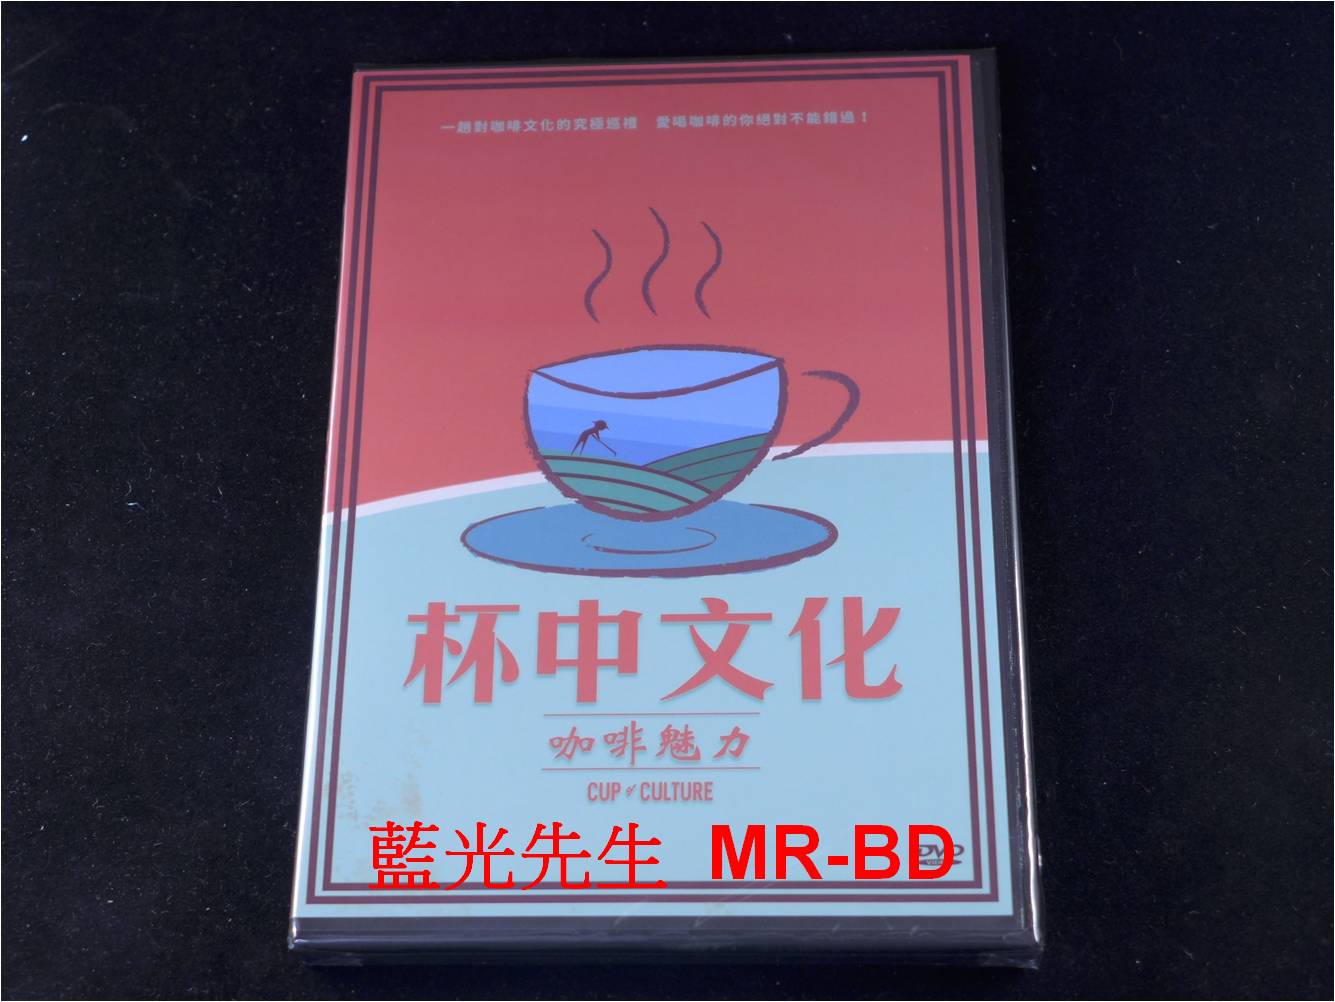 一趟對咖啡文化的究極巡禮　愛喝咖啡的你絕對不能錯過！
杯中文化
咖啡魅力
CUP of CULTURE
藍光先生 MR-BD
DVD
VIDEO